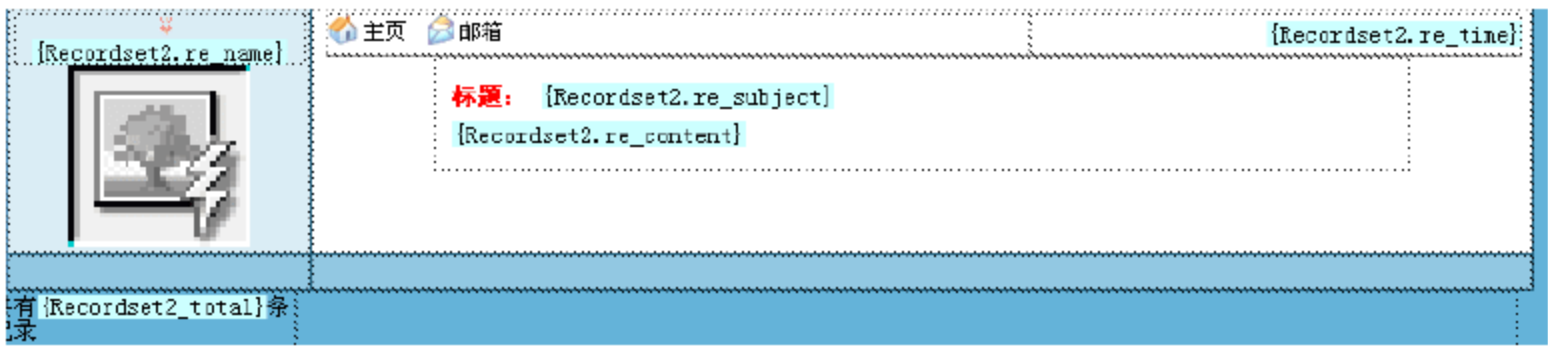 {Recordset2.re_name}
主页 邮箱 {Recordset2.re_time}
标题： {Recordset2.re_subject}
{Recordset2.re_content}
有{Recordset2_total}条
录